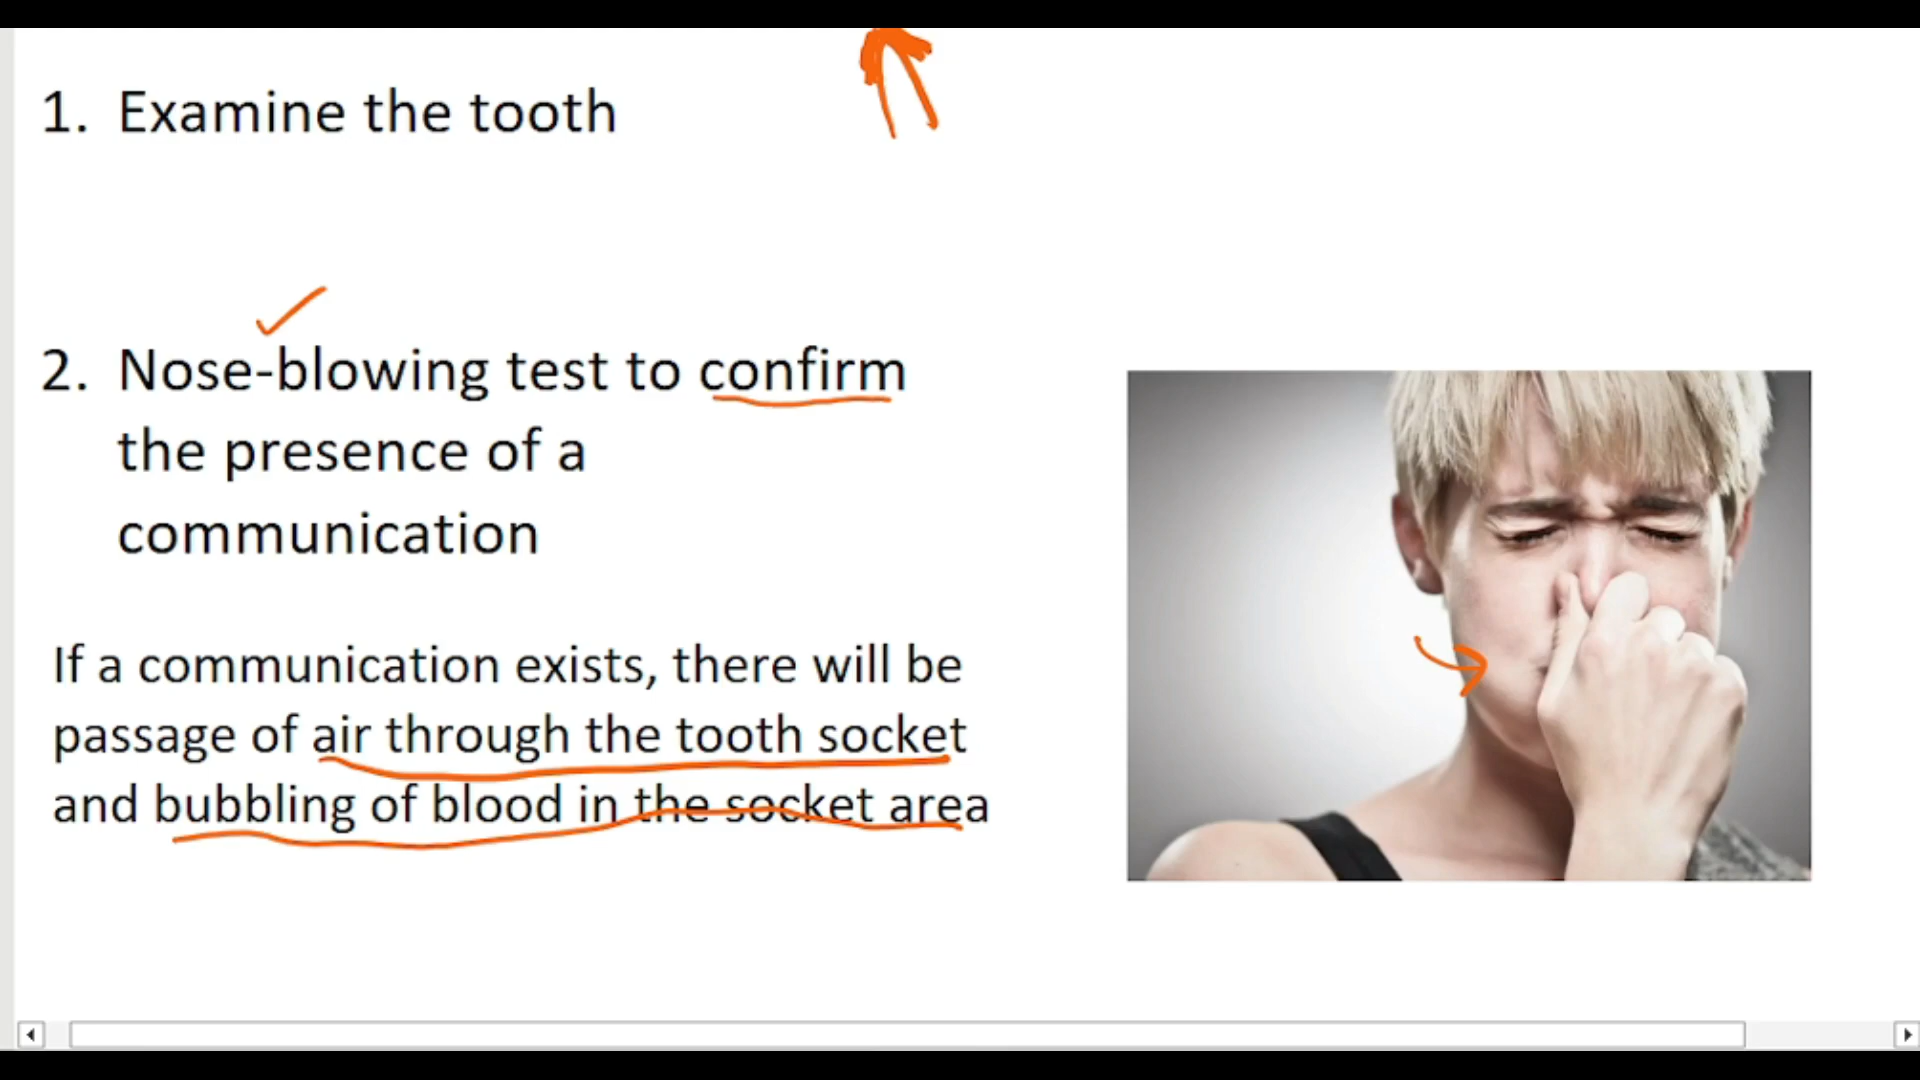 1. Examine the tooth
2. Nose-blowing test to confirm
the presence of a
communication
If a communication exists, there will be
passage of air through the tooth socket
and bubbling of blood in the socket area